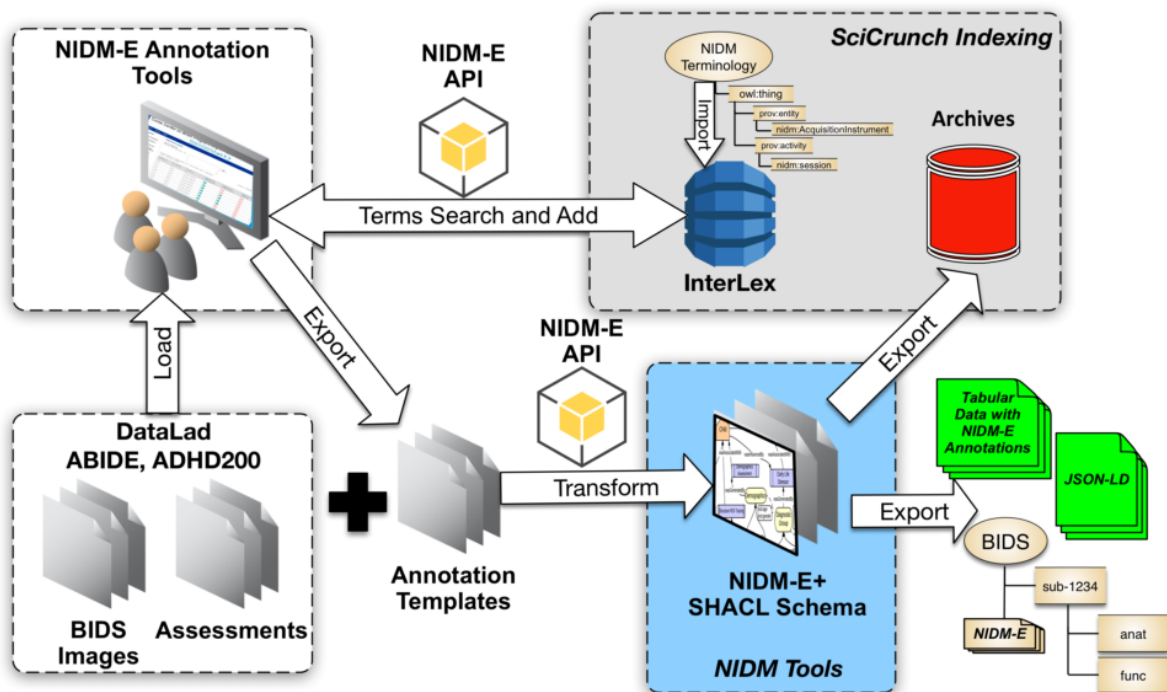 NIDM-E Annotation
Tools
NIDM-E
API
SciCrunch Indexing
NIDM
Terminology
owl:thing
prov:entity
nidm:AcquisitionInstrument
prov:activity
nidm:session
Import
Archives
Terms Search and Add
InterLex
Load
Export
NIDM-E
API
Export
DataLad
ABIDE, ADHD200
BIDS
Images
Assessments
Annotation
Templates
Transform
NIDM-E+
SHACL Schema
NIDM Tools
Export
Tabular
Data with
NIDM-E
Annotations
JSON-LD
BIDS
sub-1234
NIDM-E
anat
func